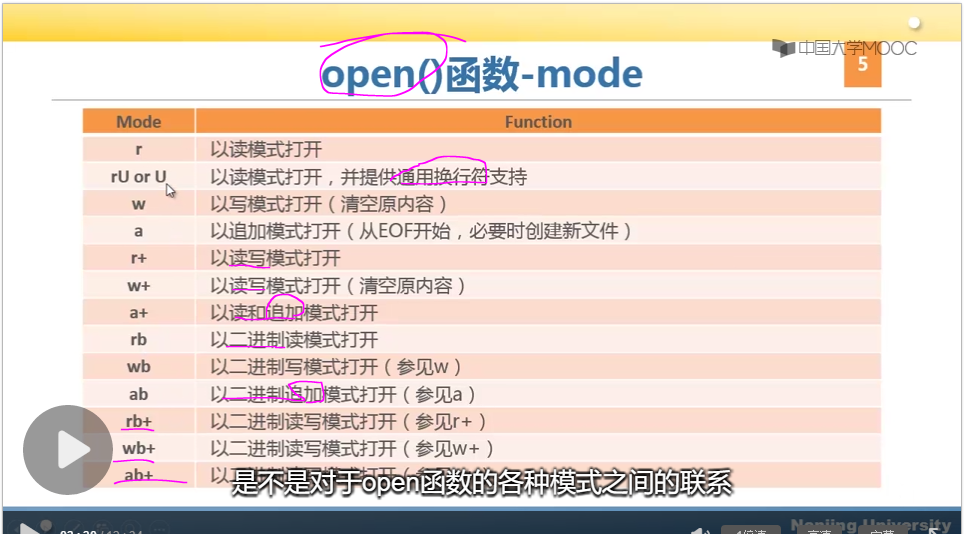 中国大学MOOC
5
open()函数-mode
Mode Function
r 以读模式打开
rU or U 以读模式打开，并提供通用换行符支持
w 以写模式打开（清空原内容）
a 以追加模式打开（从EOF开始，必要时创建新文件）
r+ 以读写模式打开
w+ 以读写模式打开（清空原内容）
a+ 以读和追加模式打开
rb 以二进制读模式打开
wb 以二进制写模式打开（参见w）
ab 以二进制追加模式打开（参见a）
rb+ 以二进制读写模式打开（参见r+）
wb+ 以二进制读写模式打开（参见w+）
ab+
是不是对于open函数的各种模式之间的联系
Nanjing University